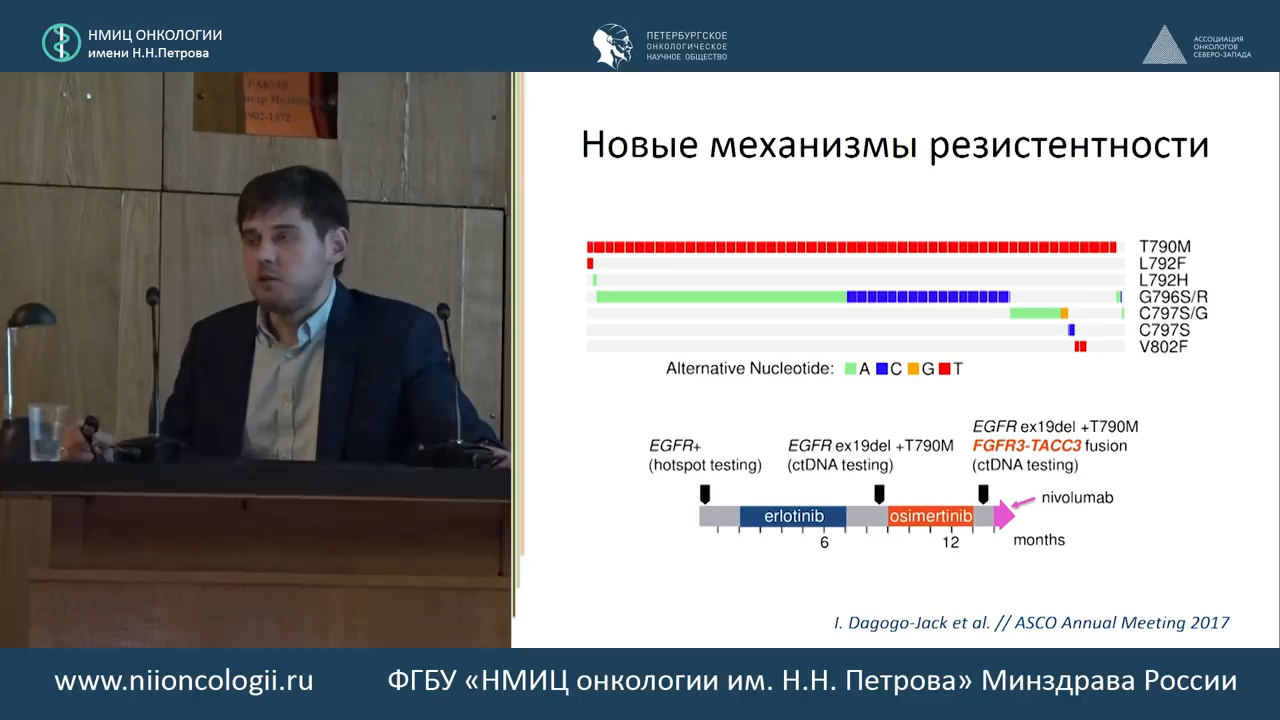 НМИЦ ОНКОЛОГИИ
имени Н.Н.Петрова
ПЕТЕРБУРГСКОЕ
ОНКОЛОГИЧЕСКОЕ
НАУЧНОЕ ОБЩЕСТВО
АССОЦИАЦИЯ
ОНКОЛОГОВ
СЕВЕРО-ЗАПАДА
РАКОВ
1902-1972
Новые механизмы резистентности
T790M
L792F
L792H
G796S/R
C797S/G
C797S
V802F
Alternative Nucleotide: A C G T
EGFR+
(hotspot testing)
EGFR ex19del +T790M
(ctDNA testing)
EGFR ex19del +T790M
FGFR3-TACC3 fusion
(ctDNA testing)
nivolumab
erlotinib
osimertinib
6
12
months
I. Dagogo-Jack et al. // ASCO Annual Meeting 2017
www.niioncologii.ru
ФГБУ «НМИЦ онкологии им. Н.Н. Петрова» Минздрава России